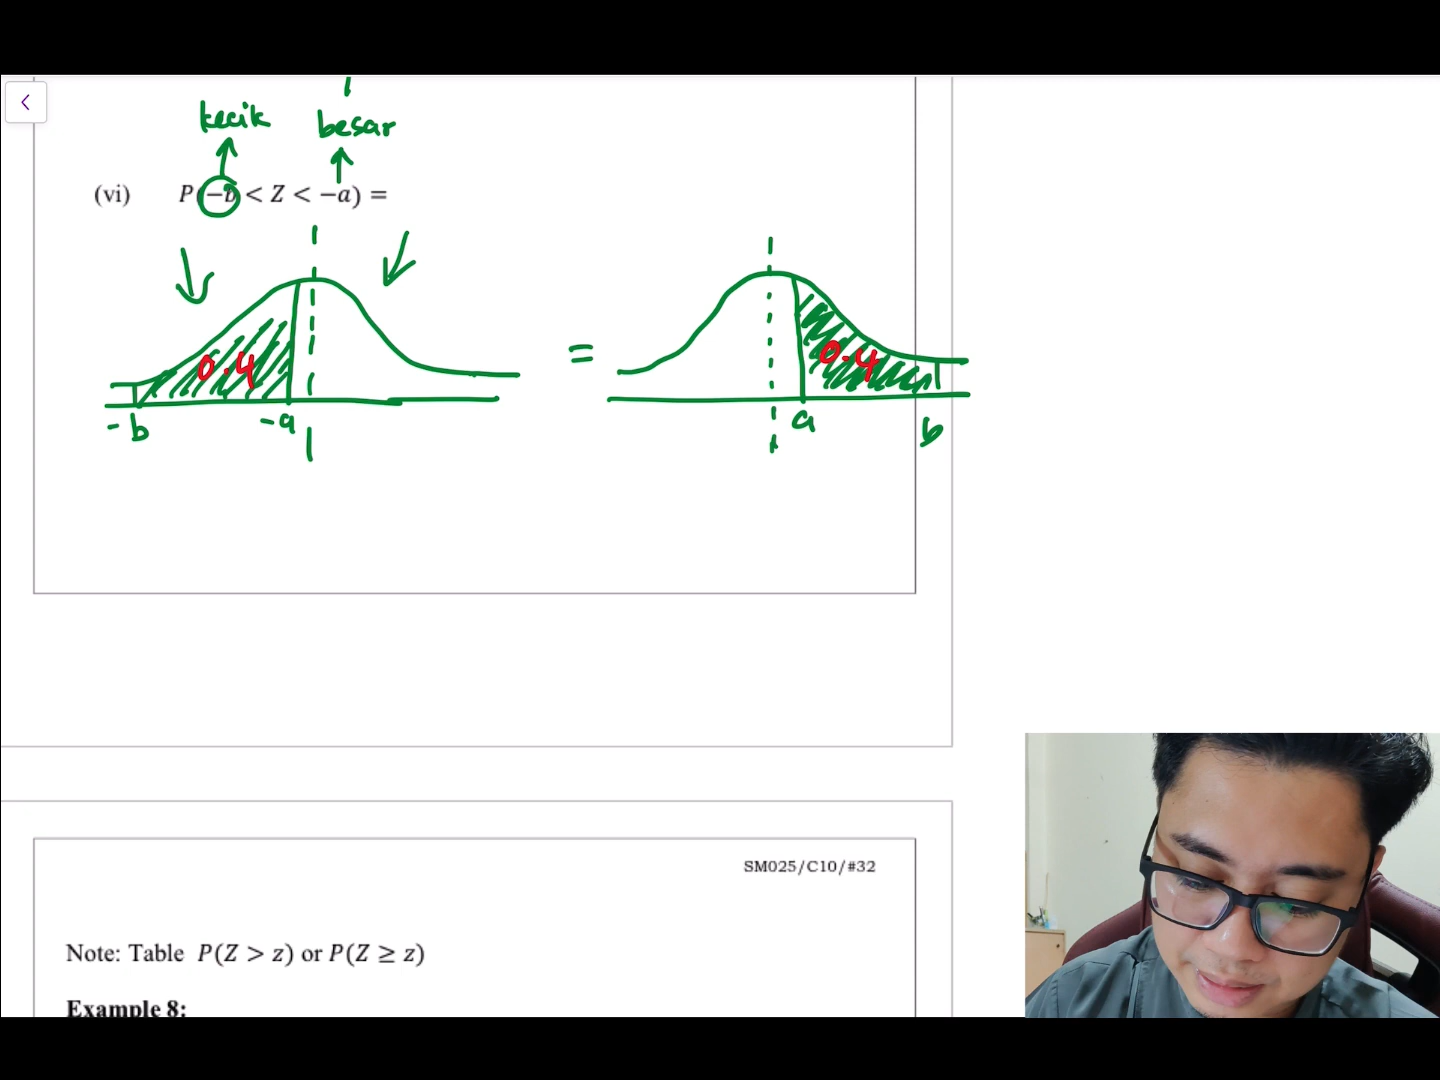 kecik besar
(vi) P(−b < Z < −a) =
=
0.4 0.4
-b -a a b
SM025/C10/#32
Note: Table P(Z > z) or P(Z ≥ z)
Example 8: